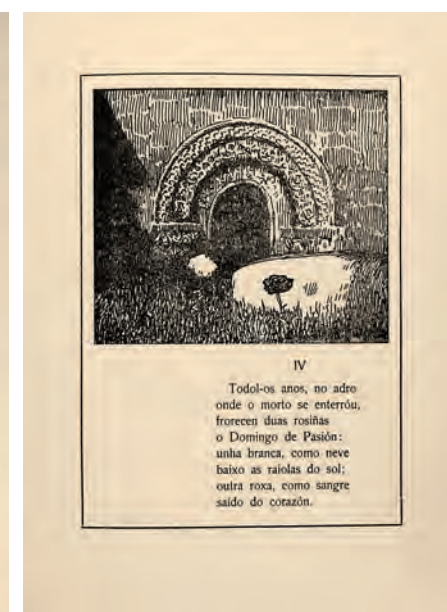 IV
Todol-os anos, no adro
onde o morto se enterróu,
frorecen duas rosiñas
o Domingo de Pasión:
unha branca, como neve
baixo as raiolas do sol;
outra roxa, como sangre
saído do corazón.